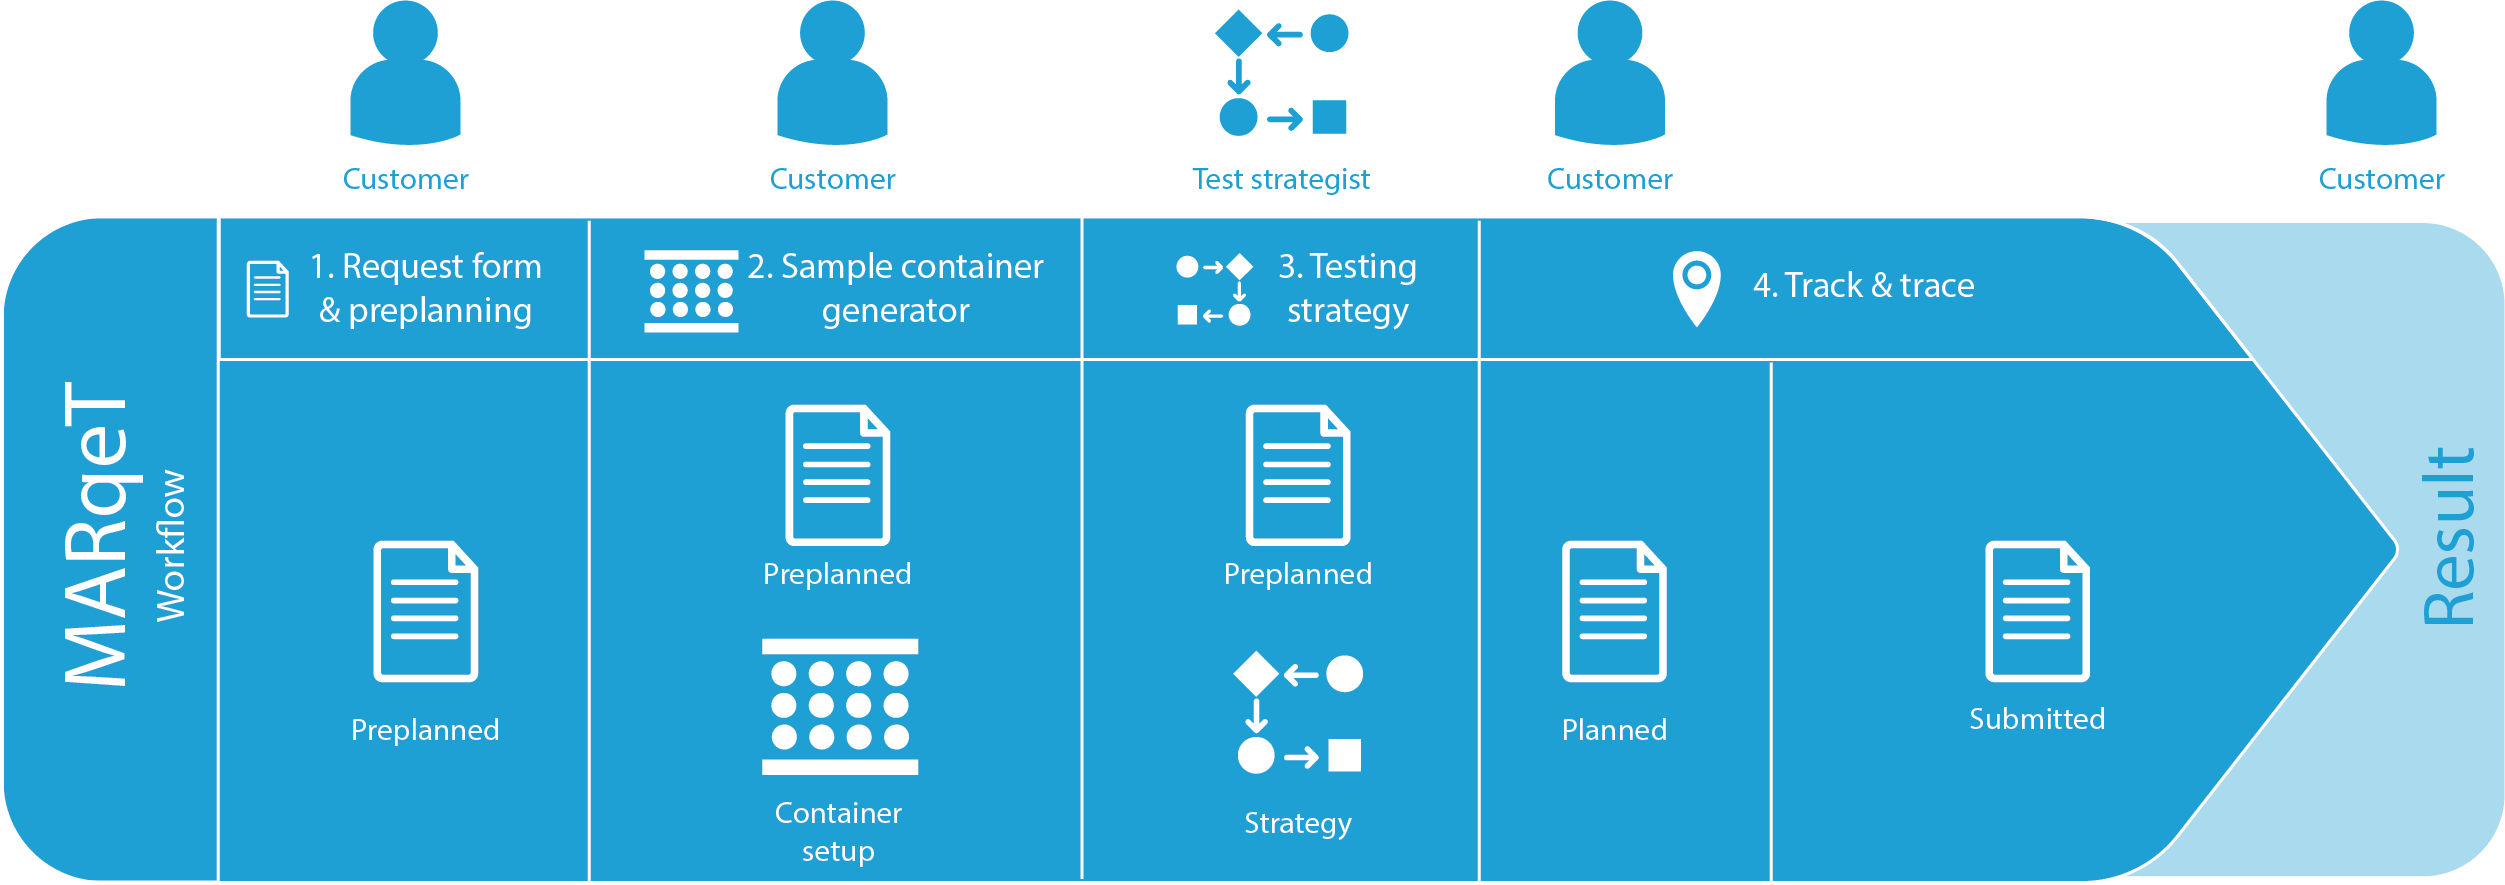 Customer
Customer
Test strategist
Customer
Customer
MARqeT
Workflow
1. Request form
& preplanning
2. Sample container
generator
3. Testing
strategy
4. Track & trace
Preplanned
Preplanned
Container
setup
Preplanned
Strategy
Planned
Submitted
Result